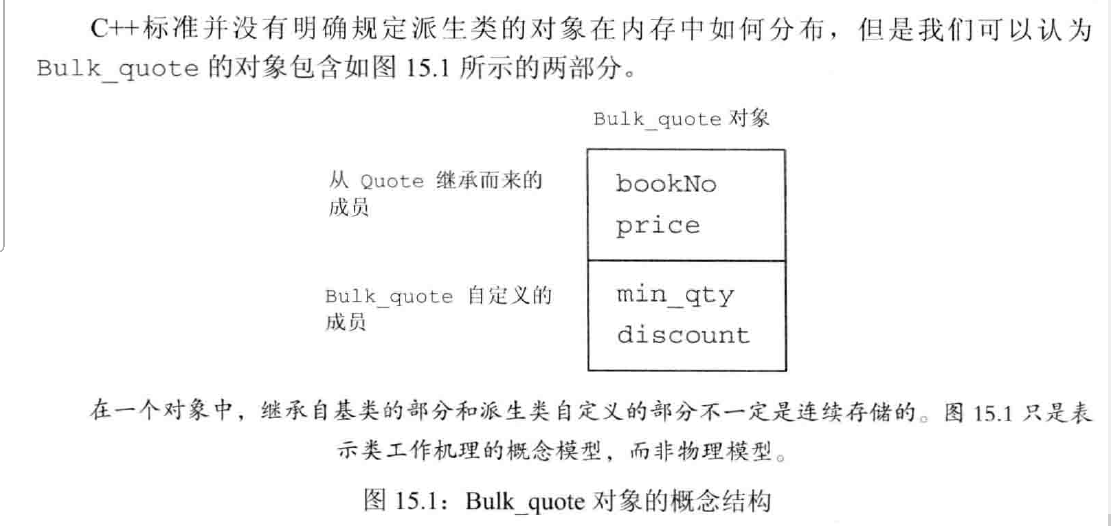 C++标准并没有明确规定派生类的对象在内存中如何分布，但是我们可以认为
Bulk_quote 的对象包含如图 15.1 所示的两部分。
Bulk_quote 对象
从 Quote 继承而来的
成员
bookNo
price
Bulk_quote 自定义的
成员
min_qty
discount
在一个对象中，继承自基类的部分和派生类自定义的部分不一定是连续存储的。图 15.1 只是表
示类工作机理的概念模型，而非物理模型。
图 15.1：Bulk_quote 对象的概念结构